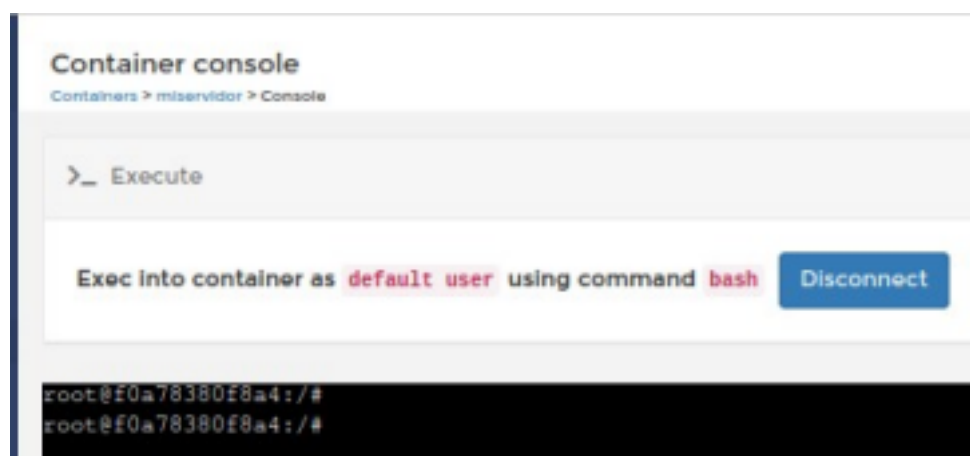 Container console
Containers > miservidor > Console
>_ Execute
Exec into container as default user using command bash Disconnect
root@f0a78380f8a4:/#
root@f0a78380f8a4:/#